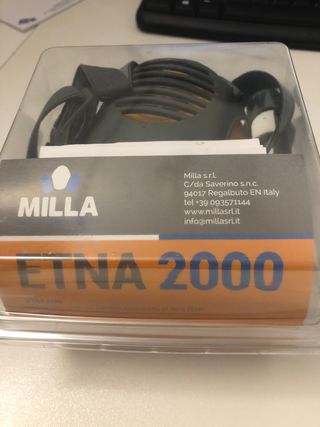 MILLA
Milla s.r.l.
C/da Saverino s.n.c.
94017 Regalbuto EN Italy
tel +39 093571144
www.millasrl.it
info@millasrl.it
ETNA 2000